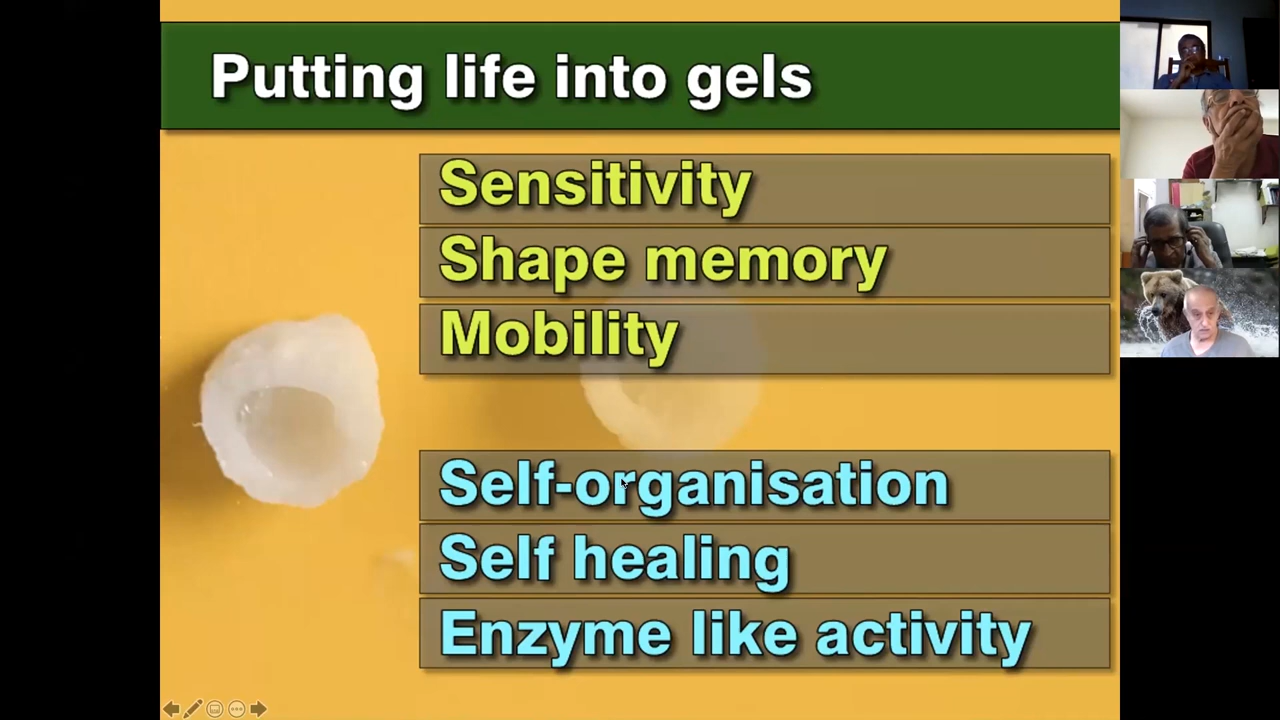 Putting life into gels
Sensitivity
Shape memory
Mobility
Self-organisation
Self healing
Enzyme like activity